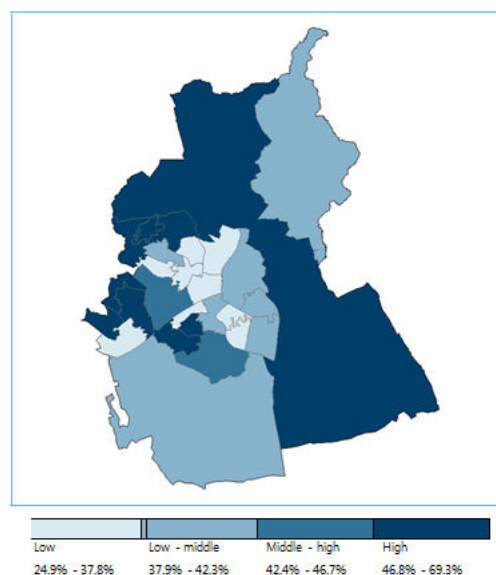 Low Low - middle Middle - high High
24.9% - 37.8% 37.9% - 42.3% 42.4% - 46.7% 46.8% - 69.3%